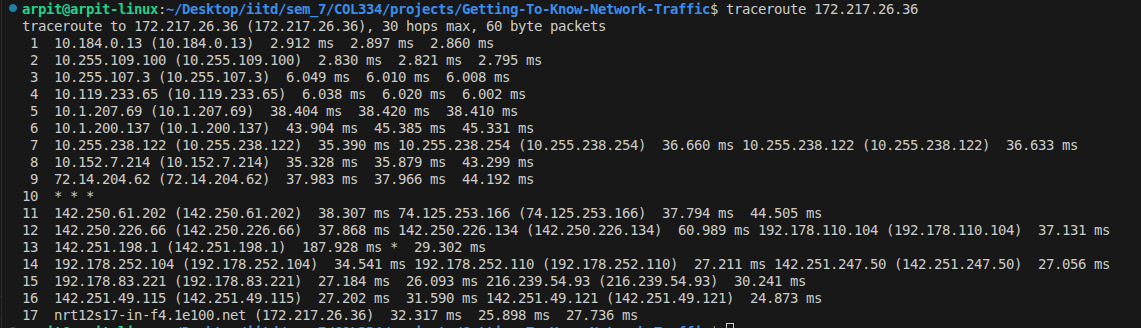 arpit@arpit-linux:~/Desktop/iitd/sem_7/COL334/projects/Getting-To-Know-Network-Traffic$ traceroute 172.217.26.36
traceroute to 172.217.26.36 (172.217.26.36), 30 hops max, 60 byte packets
 1  10.184.0.13 (10.184.0.13)  2.912 ms  2.897 ms  2.860 ms
 2  10.255.109.100 (10.255.109.100)  2.830 ms  2.821 ms  2.795 ms
 3  10.255.107.3 (10.255.107.3)  6.049 ms  6.010 ms  6.008 ms
 4  10.119.233.65 (10.119.233.65)  6.038 ms  6.020 ms  6.002 ms
 5  10.1.207.69 (10.1.207.69)  38.404 ms  38.420 ms  38.410 ms
 6  10.1.200.137 (10.1.200.137)  43.904 ms  45.385 ms  45.331 ms
 7  10.255.238.122 (10.255.238.122)  35.390 ms 10.255.238.254 (10.255.238.254)  36.660 ms 10.255.238.122 (10.255.238.122)  36.633 ms
 8  10.152.7.214 (10.152.7.214)  35.328 ms  35.879 ms  43.299 ms
 9  72.14.204.62 (72.14.204.62)  37.983 ms  37.966 ms  44.192 ms
10  * * *
11  142.250.61.202 (142.250.61.202)  38.307 ms 74.125.253.166 (74.125.253.166)  37.794 ms  44.505 ms
12  142.250.226.66 (142.250.226.66)  37.868 ms 142.250.226.134 (142.250.226.134)  60.989 ms 192.178.110.104 (192.178.110.104)  37.131 ms
13  142.251.198.1 (142.251.198.1)  187.928 ms *  29.302 ms
14  192.178.252.104 (192.178.252.104)  34.541 ms 192.178.252.110 (192.178.252.110)  27.211 ms 142.251.247.50 (142.251.247.50)  27.056 ms
15  192.178.83.221 (192.178.83.221)  27.184 ms  26.093 ms 216.239.54.93 (216.239.54.93)  30.241 ms
16  142.251.49.115 (142.251.49.115)  27.202 ms  31.590 ms 142.251.49.121 (142.251.49.121)  24.873 ms
17  nrt12s17-in-f4.1e100.net (172.217.26.36)  32.317 ms  25.898 ms  27.736 ms